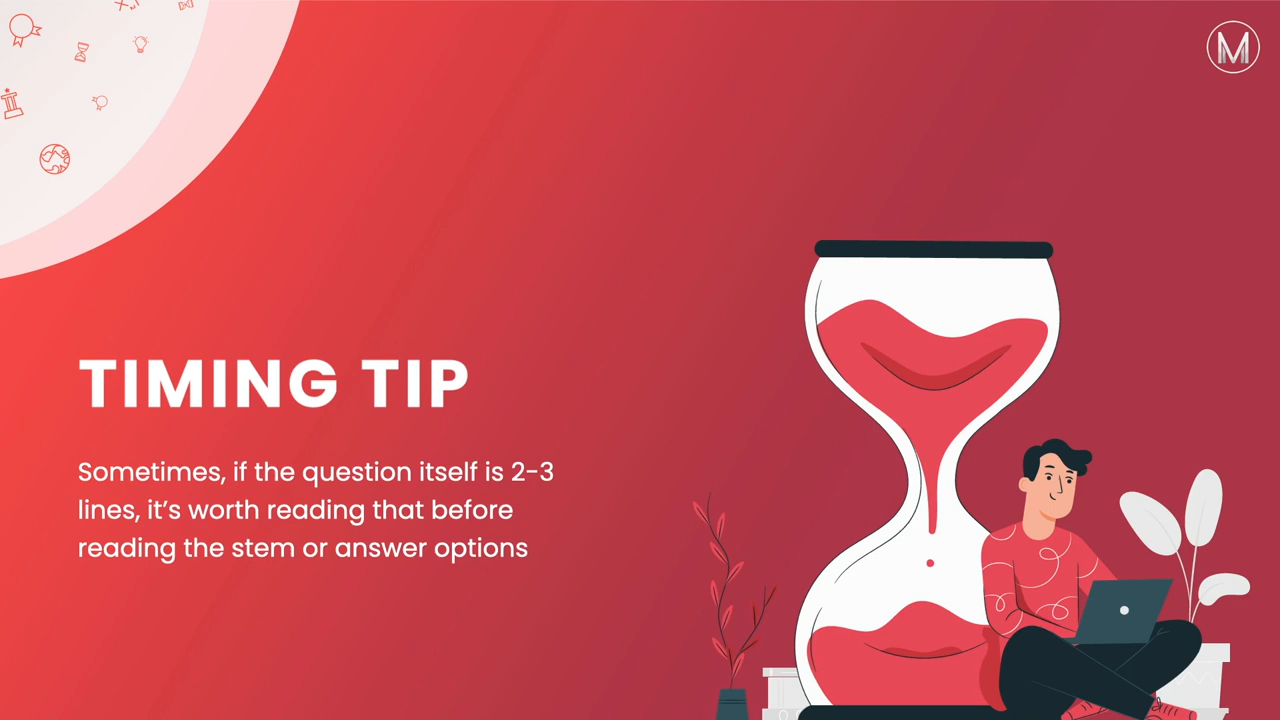 M
TIMING TIP
Sometimes, if the question itself is 2-3
lines, it's worth reading that before
reading the stem or answer options